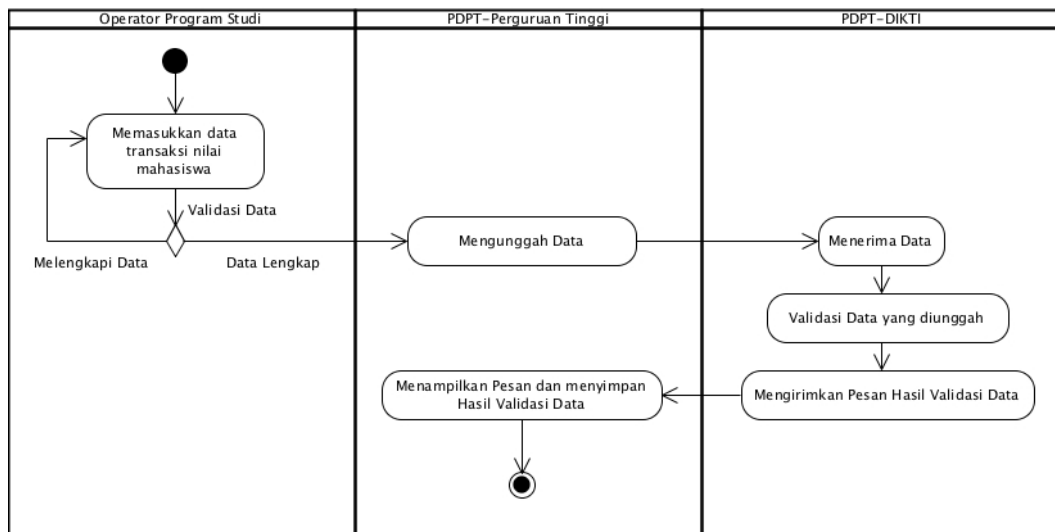 Operator Program Studi
PDPT-Perguruan Tinggi
PDPT-DIKTI
Memasukkan data
transaksi nilai
mahasiswa
Validasi Data
Melengkapi Data
Data Lengkap
Mengunggah Data
Menerima Data
Validasi Data yang diunggah
Mengirimkan Pesan Hasil Validasi Data
Menampilkan Pesan dan menyimpan
Hasil Validasi Data